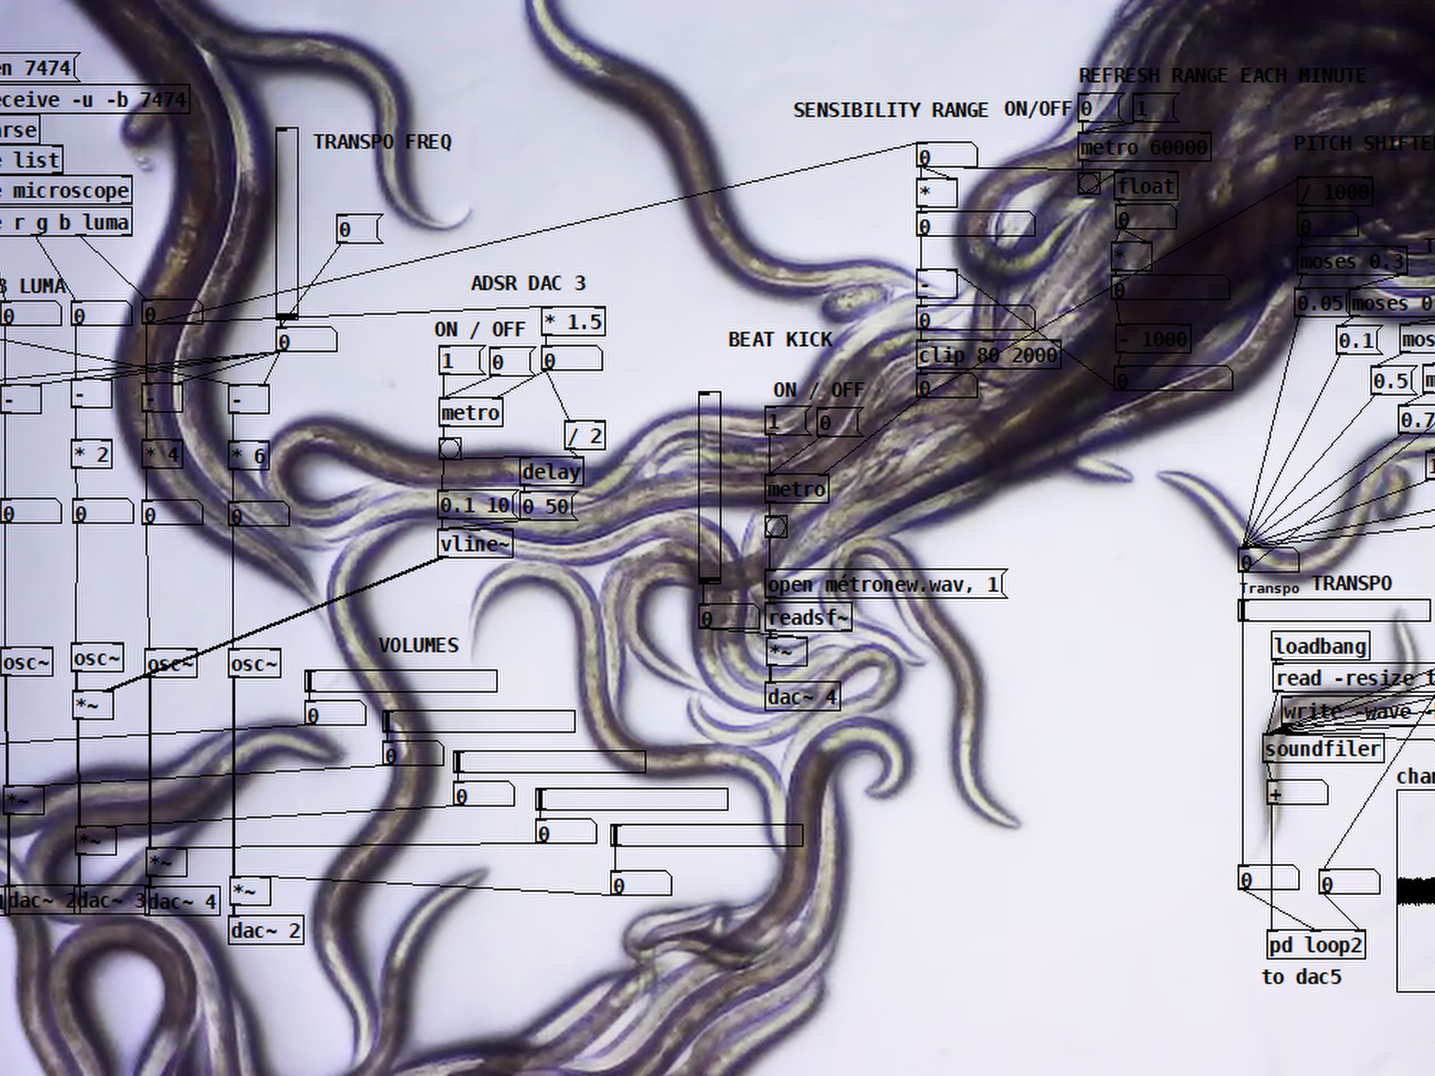 en 7474
eceive -u -b 7474
arse
e list
e microscope
e r g b luma
B LUMA
0
0
0
TRANSPO FREQ
0
0
-
-
-
-
* 2
* 4
* 6
0
0
0
0
osc~
osc~
osc~
osc~
*~
*~
*~
*~
*~
dac~ 2
dac~ 3
dac~ 4
dac~ 2
ADSR DAC 3
ON / OFF
* 1.5
1
0
0
metro
/ 2
delay
0.1 10
0 50
vline~
VOLUMES
0
0
0
0
0
BEAT KICK
ON / OFF
1
0
metro
open métronew.wav, 1
0
readsf~
*~
dac~ 4
SENSIBILITY RANGE
0
*
0
-
0
clip 80 2000
0
REFRESH RANGE EACH MINUTE
ON/OFF
0
1
metro 60000
float
0
*
0
- 1000
0
PITCH SHIFTE
/ 1000
0
moses 0.3
0.05
moses 0
0.1
mos
0.5
m
0.7
1
0
Transpo
TRANSPO
loadbang
read -resize
write -wave
soundfiler
+
chan
0
0
pd loop2
to dac5